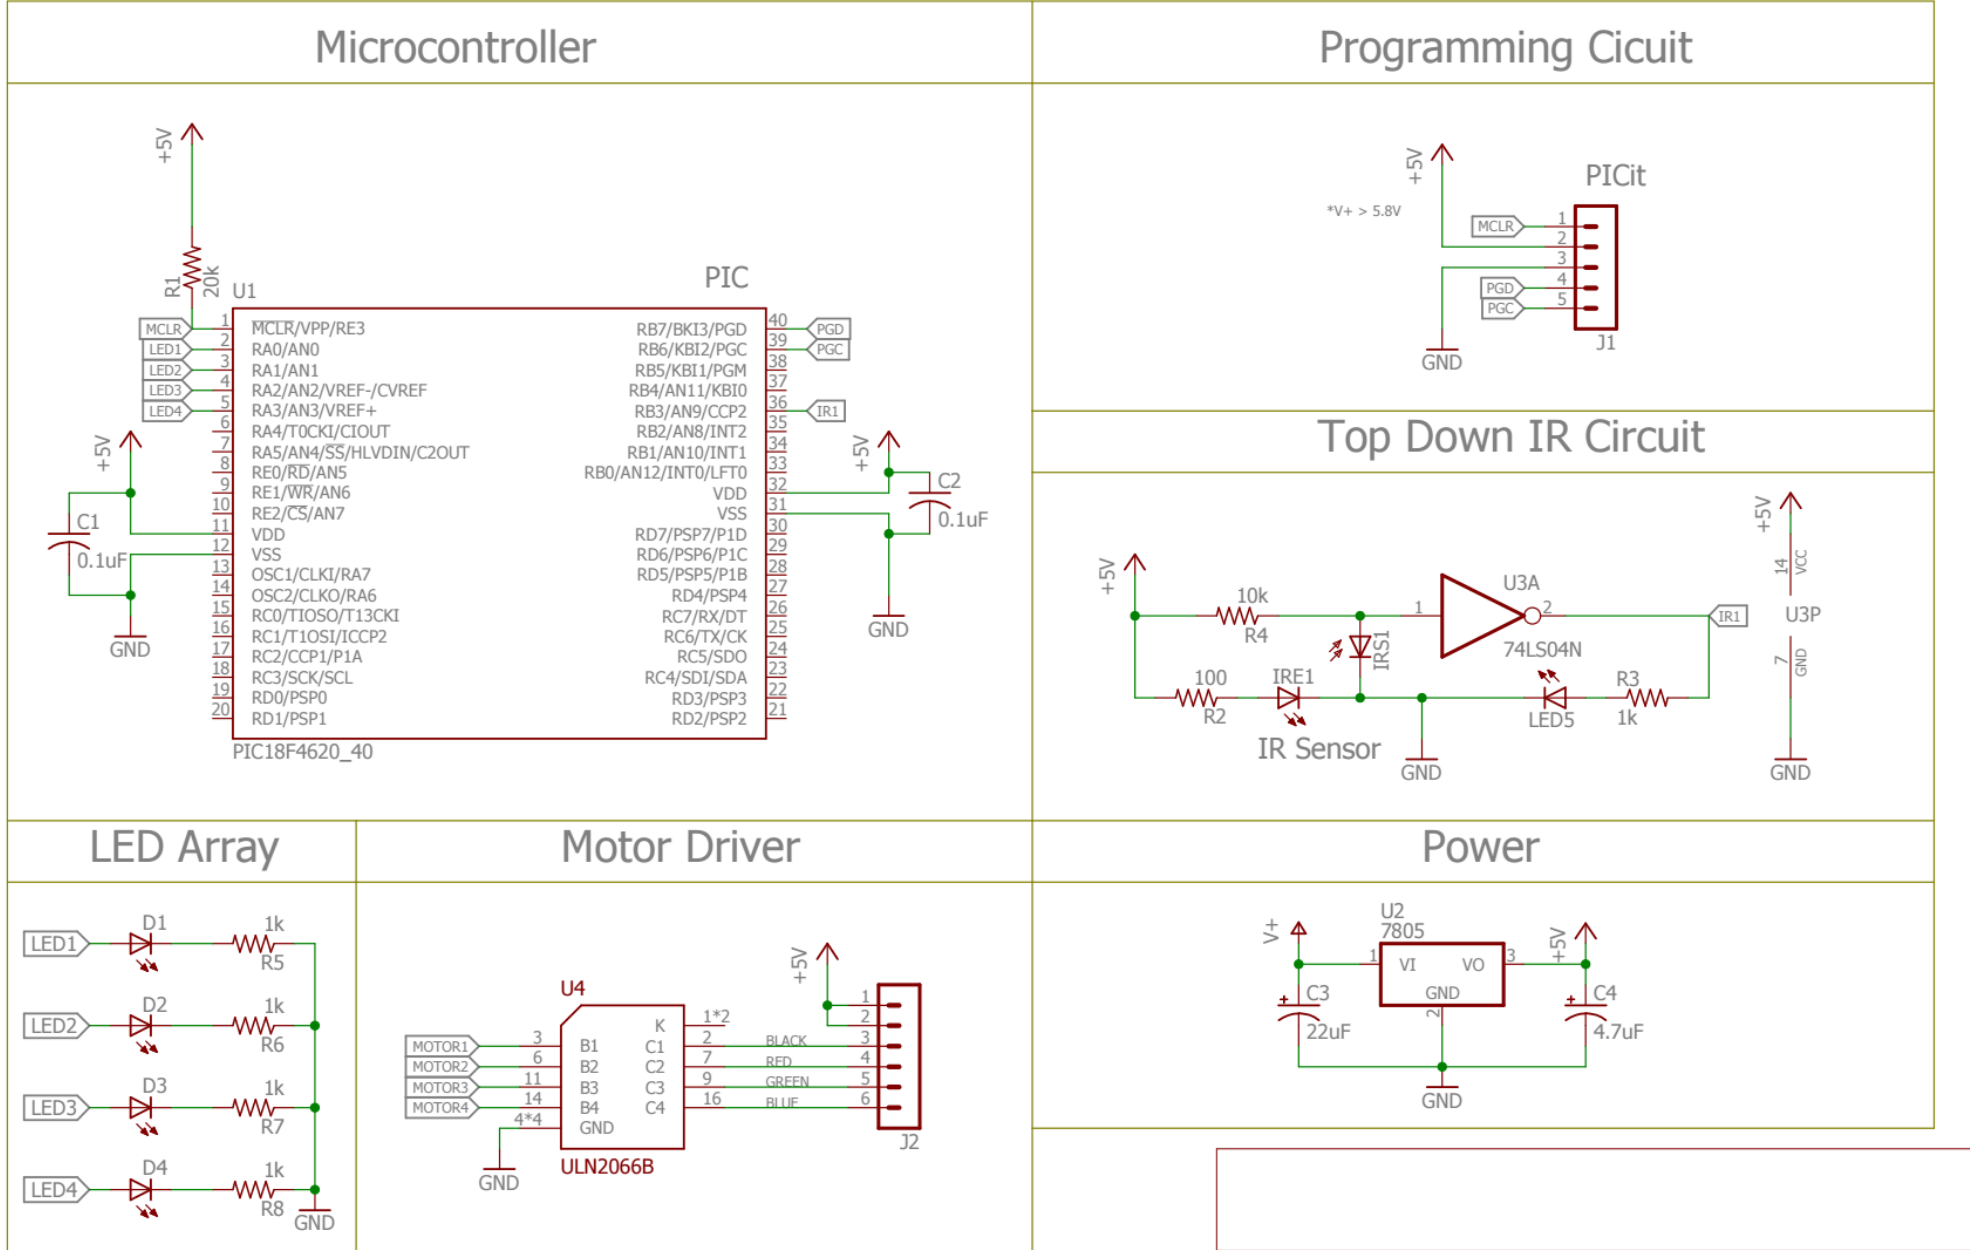 Microcontroller
+5V
R1
20k
U1
PIC
MCLR
LED1
LED2
LED3
LED4
1
2
3
4
5
6
7
8
9
10
11
12
13
14
15
16
17
18
19
20
MCLR/VPP/RE3
RA0/AN0
RA1/AN1
RA2/AN2/VREF-/CVREF
RA3/AN3/VREF+
RA4/T0CKI/CIOUT
RA5/AN4/SS/HLVDIN/C2OUT
RE0/RD/AN5
RE1/WR/AN6
RE2/CS/AN7
VDD
VSS
OSC1/CLKI/RA7
OSC2/CLKO/RA6
RC0/TIOSO/T13CKI
RC1/T1OSI/ICCP2
RC2/CCP1/P1A
RC3/SCK/SCL
RD0/PSP0
RD1/PSP1
RB7/BKI3/PGD
RB6/KBI2/PGC
RB5/KBI1/PGM
RB4/AN11/KBI0
RB3/AN9/CCP2
RB2/AN8/INT2
RB1/AN10/INT1
RB0/AN12/INT0/LFT0
VDD
VSS
RD7/PSP7/P1D
RD6/PSP6/P1C
RD5/PSP5/P1B
RD4/PSP4
RC7/RX/DT
RC6/TX/CK
RC5/SDO
RC4/SDI/SDA
RD3/PSP3
RD2/PSP2
40
39
38
37
36
35
34
33
32
31
30
29
28
27
26
25
24
23
22
21
PGD
PGC
IR1
+5V
C1
0.1uF
GND
+5V
C2
0.1uF
GND
PIC18F4620_40
Programming Cicuit
+5V
PICit
*V+ > 5.8V
MCLR
PGD
PGC
1
2
3
4
5
J1
GND
Top Down IR Circuit
+5V
10k
R4
100
R2
IRE1
IRS1
IR Sensor
1
U3A
2
74LS04N
IR1
LED5
R3
1k
GND
+5V
14
VCC
U3P
7
GND
GND
LED Array
LED1
D1
1k
R5
LED2
D2
1k
R6
LED3
D3
1k
R7
LED4
D4
1k
R8
GND
Motor Driver
U4
MOTOR1
MOTOR2
MOTOR3
MOTOR4
3
6
11
14
4*4
B1
B2
B3
B4
GND
K
C1
C2
C3
C4
1*2
2
7
9
16
BLACK
RED
GREEN
BLUE
+5V
1
2
3
4
5
6
J2
ULN2066B
GND
Power
V+
U2
7805
1
VI
VO
3
GND
2
+5V
C3
22uF
C4
4.7uF
GND